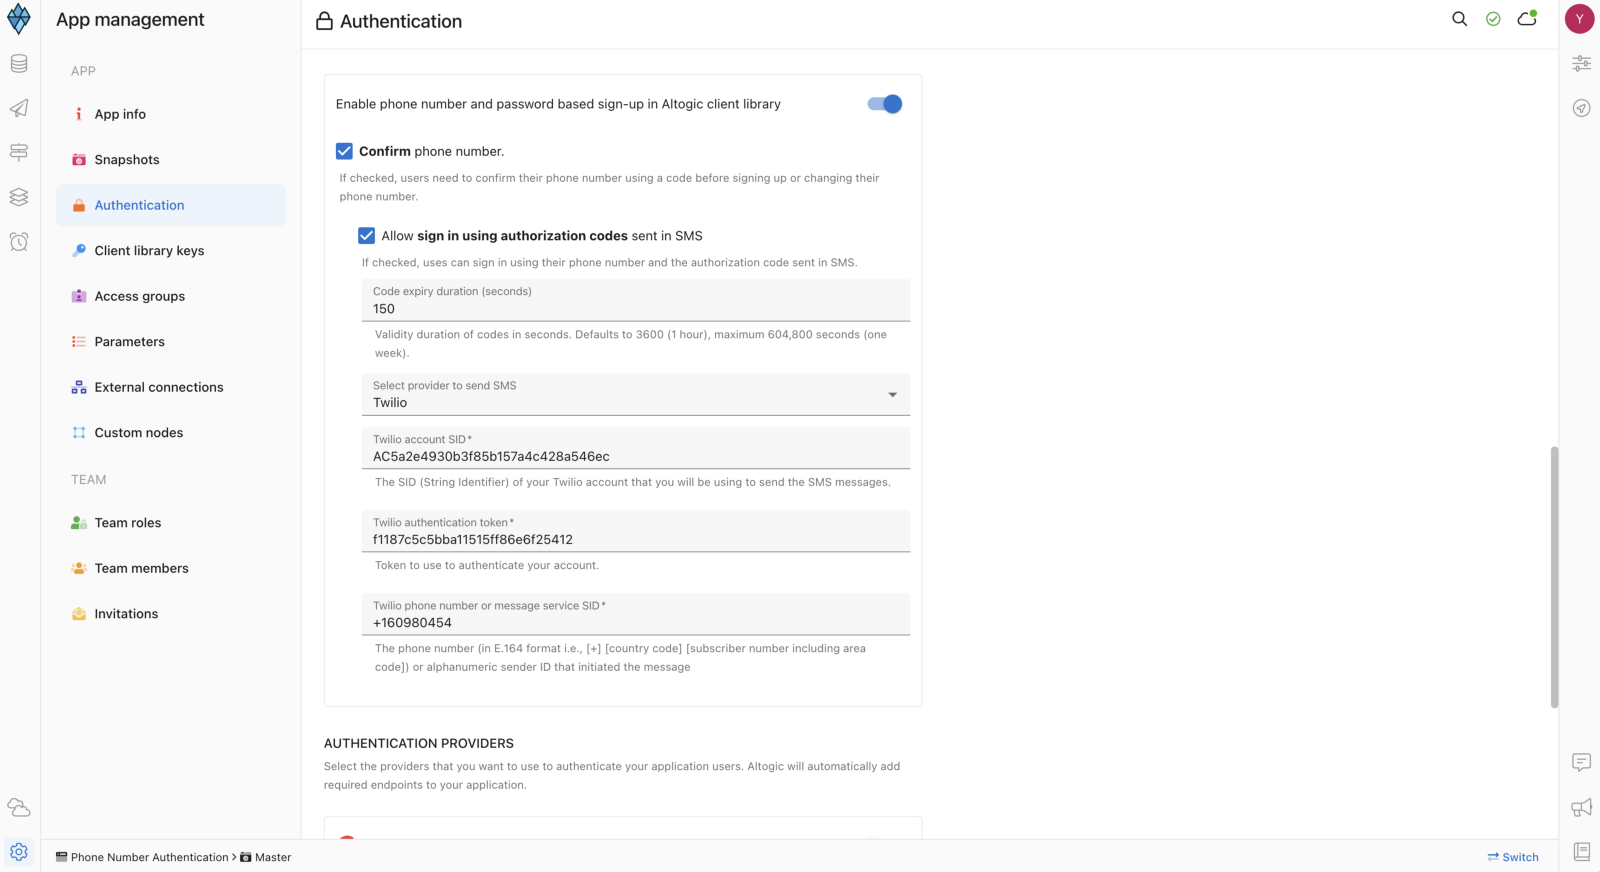 App management
Authentication
Y
APP
App info
Snapshots
Authentication
Client library keys
Access groups
Parameters
External connections
Custom nodes
TEAM
Team roles
Team members
Invitations
Enable phone number and password based sign-up in Altogic client library
Confirm phone number.
If checked, users need to confirm their phone number using a code before signing up or changing their
phone number.
Allow sign in using authorization codes sent in SMS
If checked, uses can sign in using their phone number and the authorization code sent in SMS.
Code expiry duration (seconds)
150
Validity duration of codes in seconds. Defaults to 3600 (1 hour), maximum 604,800 seconds (one
week).
Select provider to send SMS
Twilio
Twilio account SID*
AC5a2e4930b3f85b157a4c428a546ec
The SID (String Identifier) of your Twilio account that you will be using to send the SMS messages.
Twilio authentication token*
f1187c5c5bba11515ff86e6f25412
Token to use to authenticate your account.
Twilio phone number or message service SID*
+160980454
The phone number (in E.164 format i.e., [+] [country code] [subscriber number including area
code]) or alphanumeric sender ID that initiated the message
AUTHENTICATION PROVIDERS
Select the providers that you want to use to authenticate your application users. Altogic will automatically add
required endpoints to your application.
Phone Number Authentication > Master
Switch